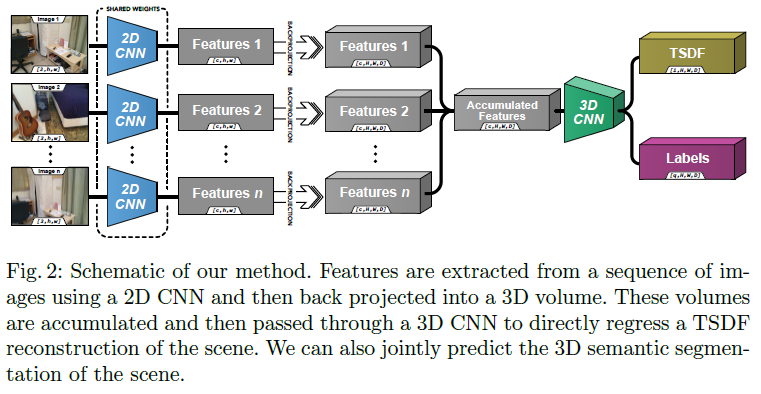 SHARED WEIGHTS
Image 1
[3,h,w]
2D CNN
Features 1
[c,h,w]
BACKPROJECTION
Features 1
[c,H,W,D]
Image 2
[3,h,w]
2D CNN
Features 2
[c,h,w]
BACKPROJECTION
Features 2
[c,H,W,D]
Image n
[3,h,w]
2D CNN
Features n
[c,h,w]
BACKPROJECTION
Features n
[c,H,W,D]
Accumulated
Features
[c,H,W,D]
3D CNN
TSDF
[1,H,W,D]
Labels
[q,H,W,D]
Fig. 2: Schematic of our method. Features are extracted from a sequence of im-
ages using a 2D CNN and then back projected into a 3D volume. These volumes
are accumulated and then passed through a 3D CNN to directly regress a TSDF
reconstruction of the scene. We can also jointly predict the 3D semantic segmen-
tation of the scene.